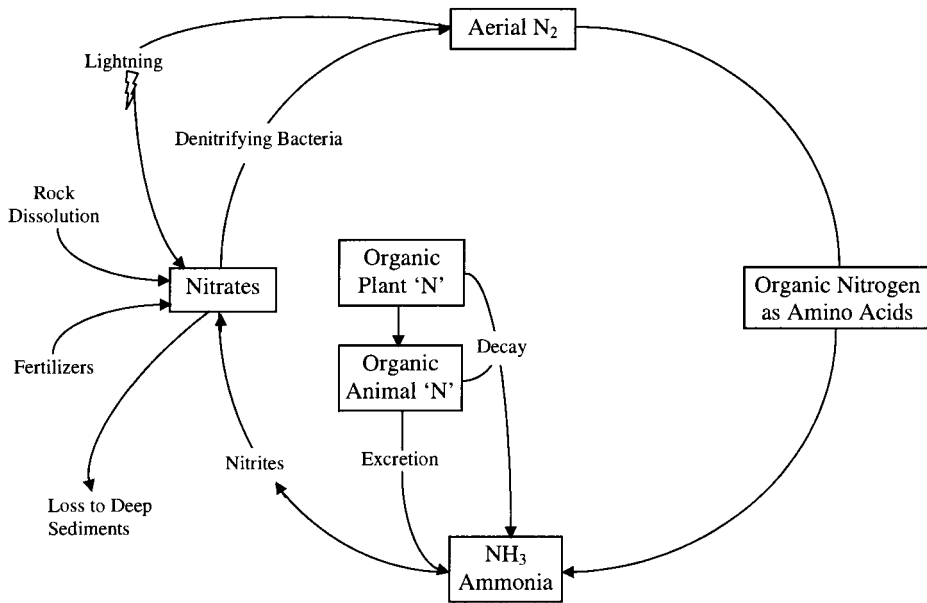 Aerial N₂
Lightning
Denitrifying Bacteria
Rock
Dissolution
Organic
Plant ‘N’
Nitrates
Organic Nitrogen
as Amino Acids
Fertilizers
Decay
Organic
Animal ‘N’
Nitrites
Excretion
Loss to Deep
Sediments
NH₃
Ammonia